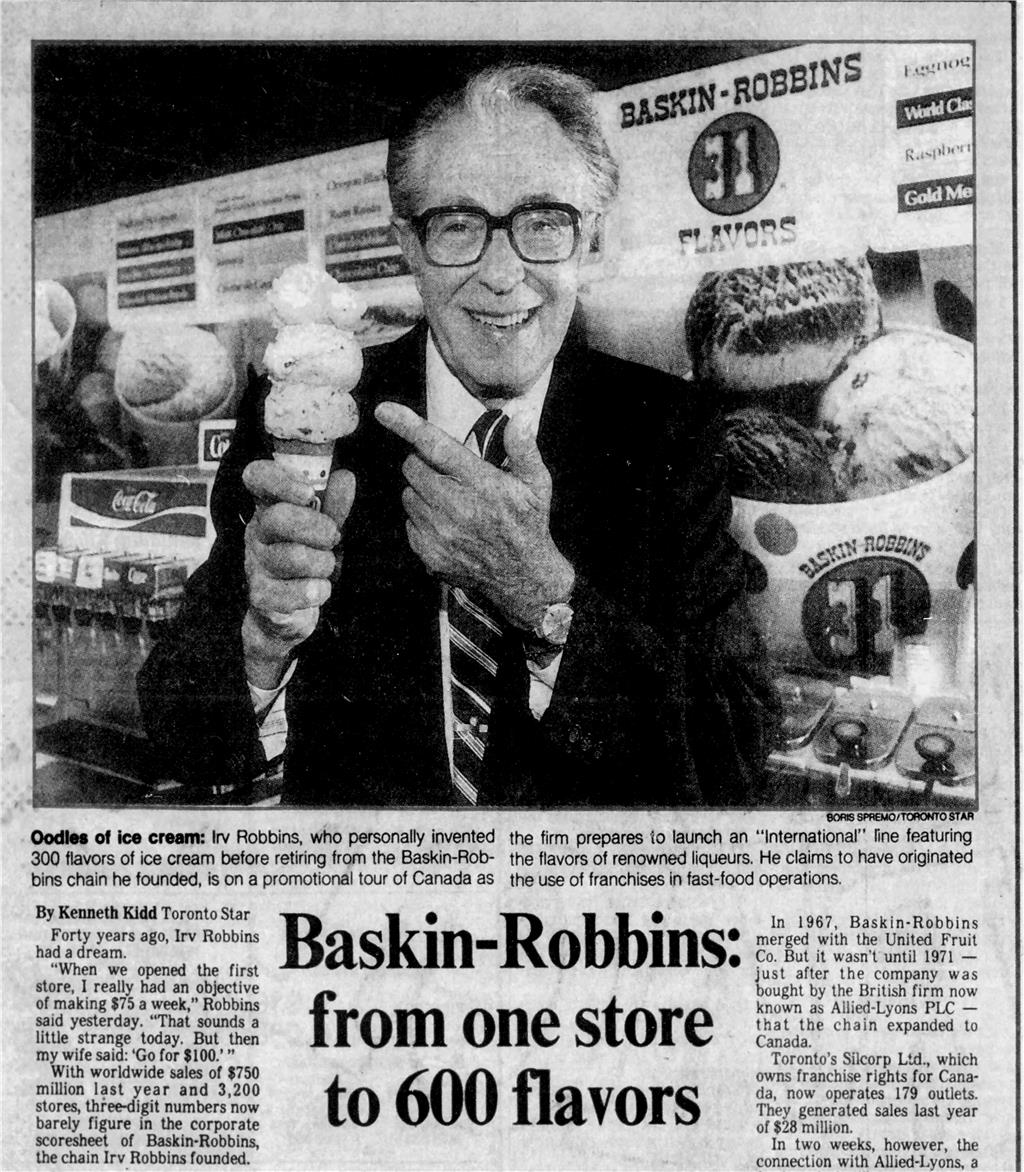 BASKIN-ROBBINS
31
FLAVORS
Eggnog
World Cla
Raspberr
Gold Me
Rum Raisin
Coca-Cola
BASKIN-ROBBINS
31
BORIS SPREMO/TORONTO STAR
Oodles of ice cream: Irv Robbins, who personally invented
300 flavors of ice cream before retiring from the Baskin-Rob-
bins chain he founded, is on a promotional tour of Canada as
the firm prepares to launch an "International" line featuring
the flavors of renowned liqueurs. He claims to have originated
the use of franchises in fast-food operations.
By Kenneth Kidd Toronto Star
Forty years ago, Irv Robbins
had a dream.
"When we opened the first
store, I really had an objective
of making $75 a week," Robbins
said yesterday. "That sounds a
little strange today. But then
my wife said: 'Go for $100.' "
With worldwide sales of $750
million last year and 3,200
stores, three-digit numbers now
barely figure in the corporate
scoresheet of Baskin-Robbins,
the chain Irv Robbins founded.
Baskin-Robbins:
from one store
to 600 flavors
In 1967, Baskin-Robbins
merged with the United Fruit
Co. But it wasn't until 1971 —
just after the company was
bought by the British firm now
known as Allied-Lyons PLC —
that the chain expanded to
Canada.
Toronto's Silcorp Ltd., which
owns franchise rights for Cana-
da, now operates 179 outlets.
They generated sales last year
of $28 million.
In two weeks, however, the
connection with Allied-Lyons, a